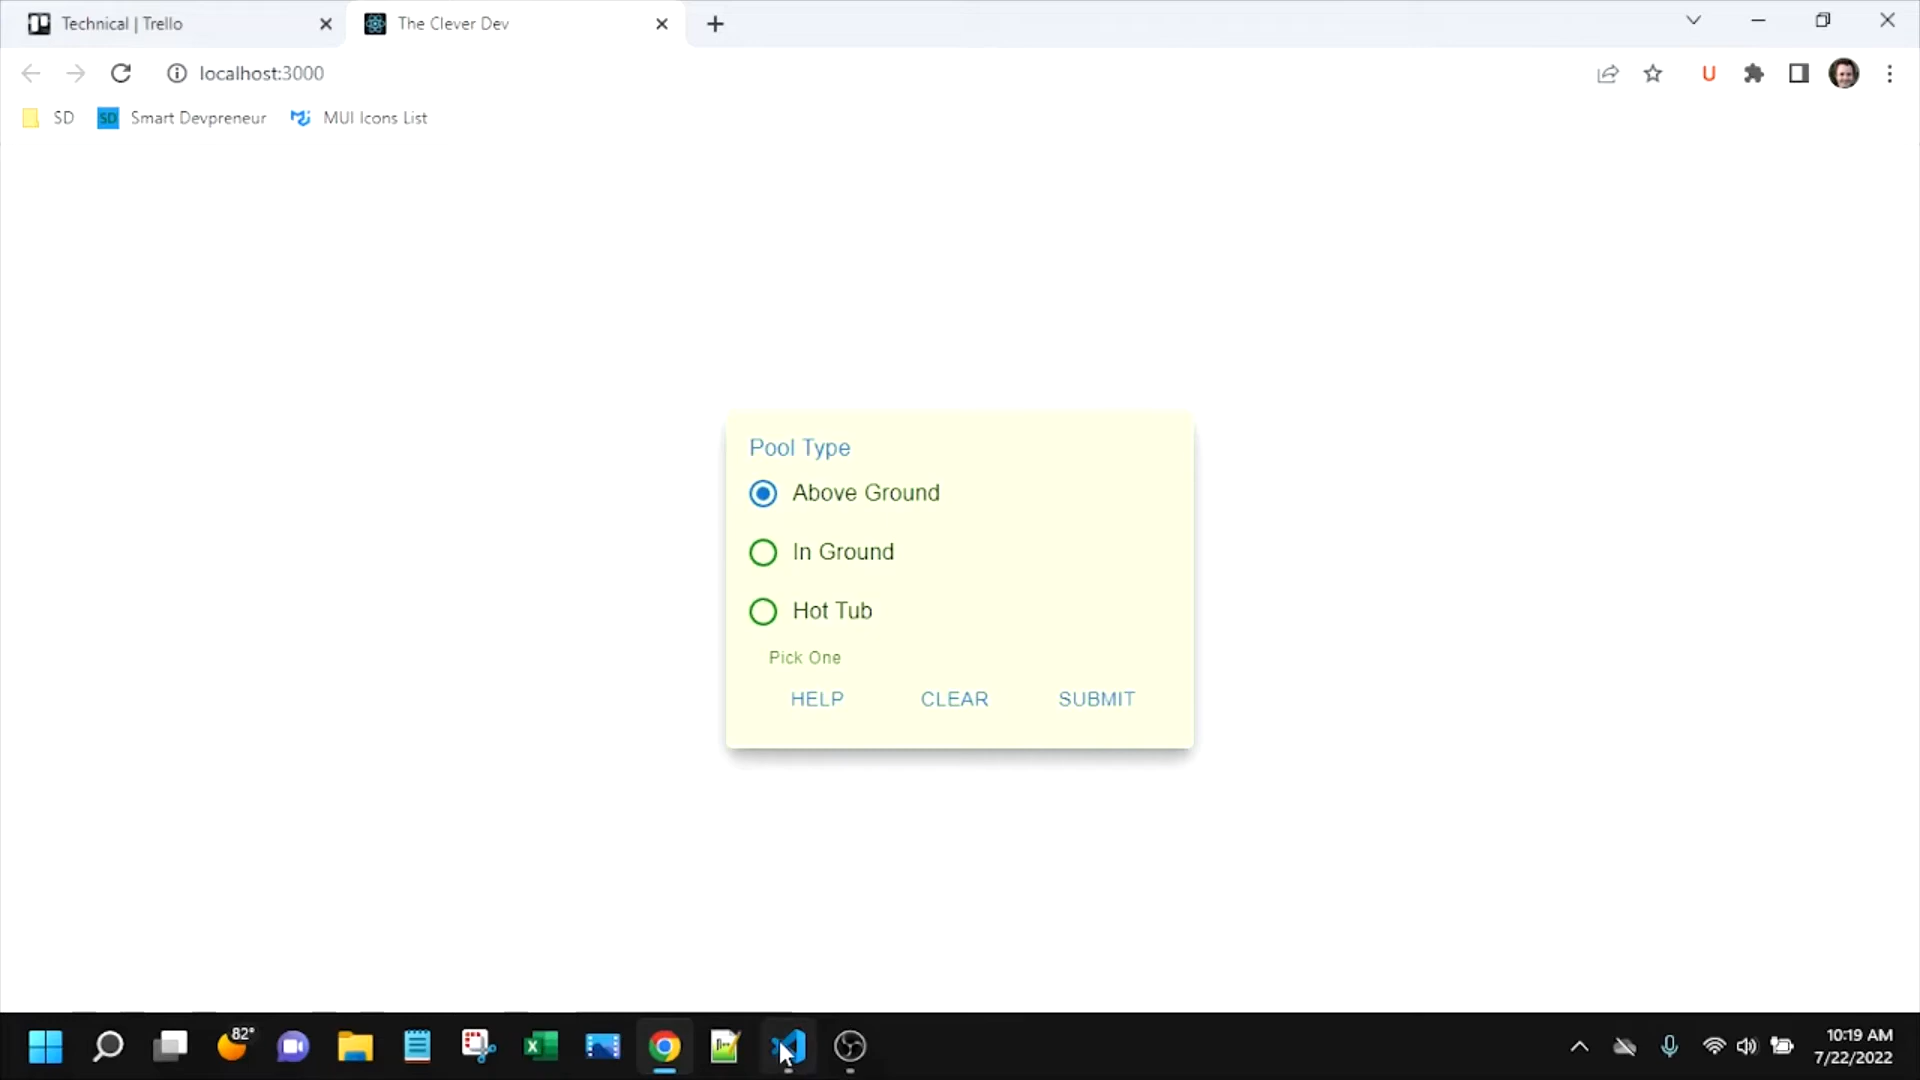 Technical | Trello
The Clever Dev
localhost:3000
U
SD
SD Smart Devpreneur
MUI Icons List
Pool Type
Above Ground
In Ground
Hot Tub
Pick One
HELP CLEAR SUBMIT
82°
10:19 AM
7/22/2022